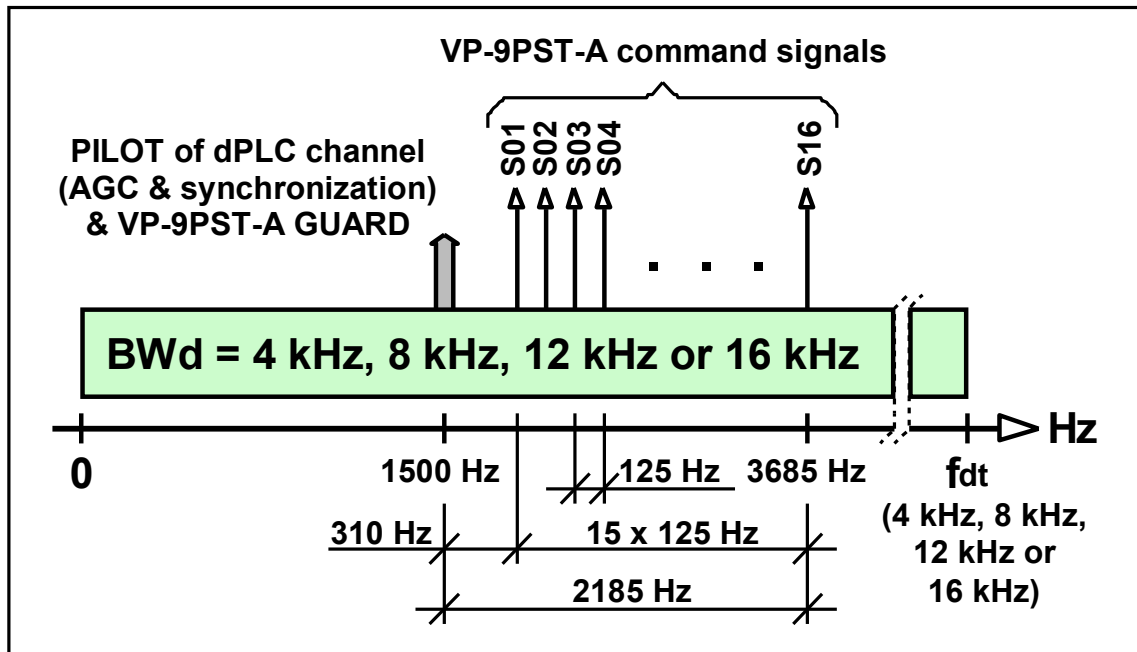 VP-9PST-A command signals
S01
S02
S03
S04
S16
PILOT of dPLC channel
(AGC & synchronization)
& VP-9PST-A GUARD
. . .
BWd = 4 kHz, 8 kHz, 12 kHz or 16 kHz
Hz
0
1500 Hz
125 Hz
3685 Hz
fdt
(4 kHz, 8 kHz,
12 kHz or
16 kHz)
310 Hz
15 x 125 Hz
2185 Hz